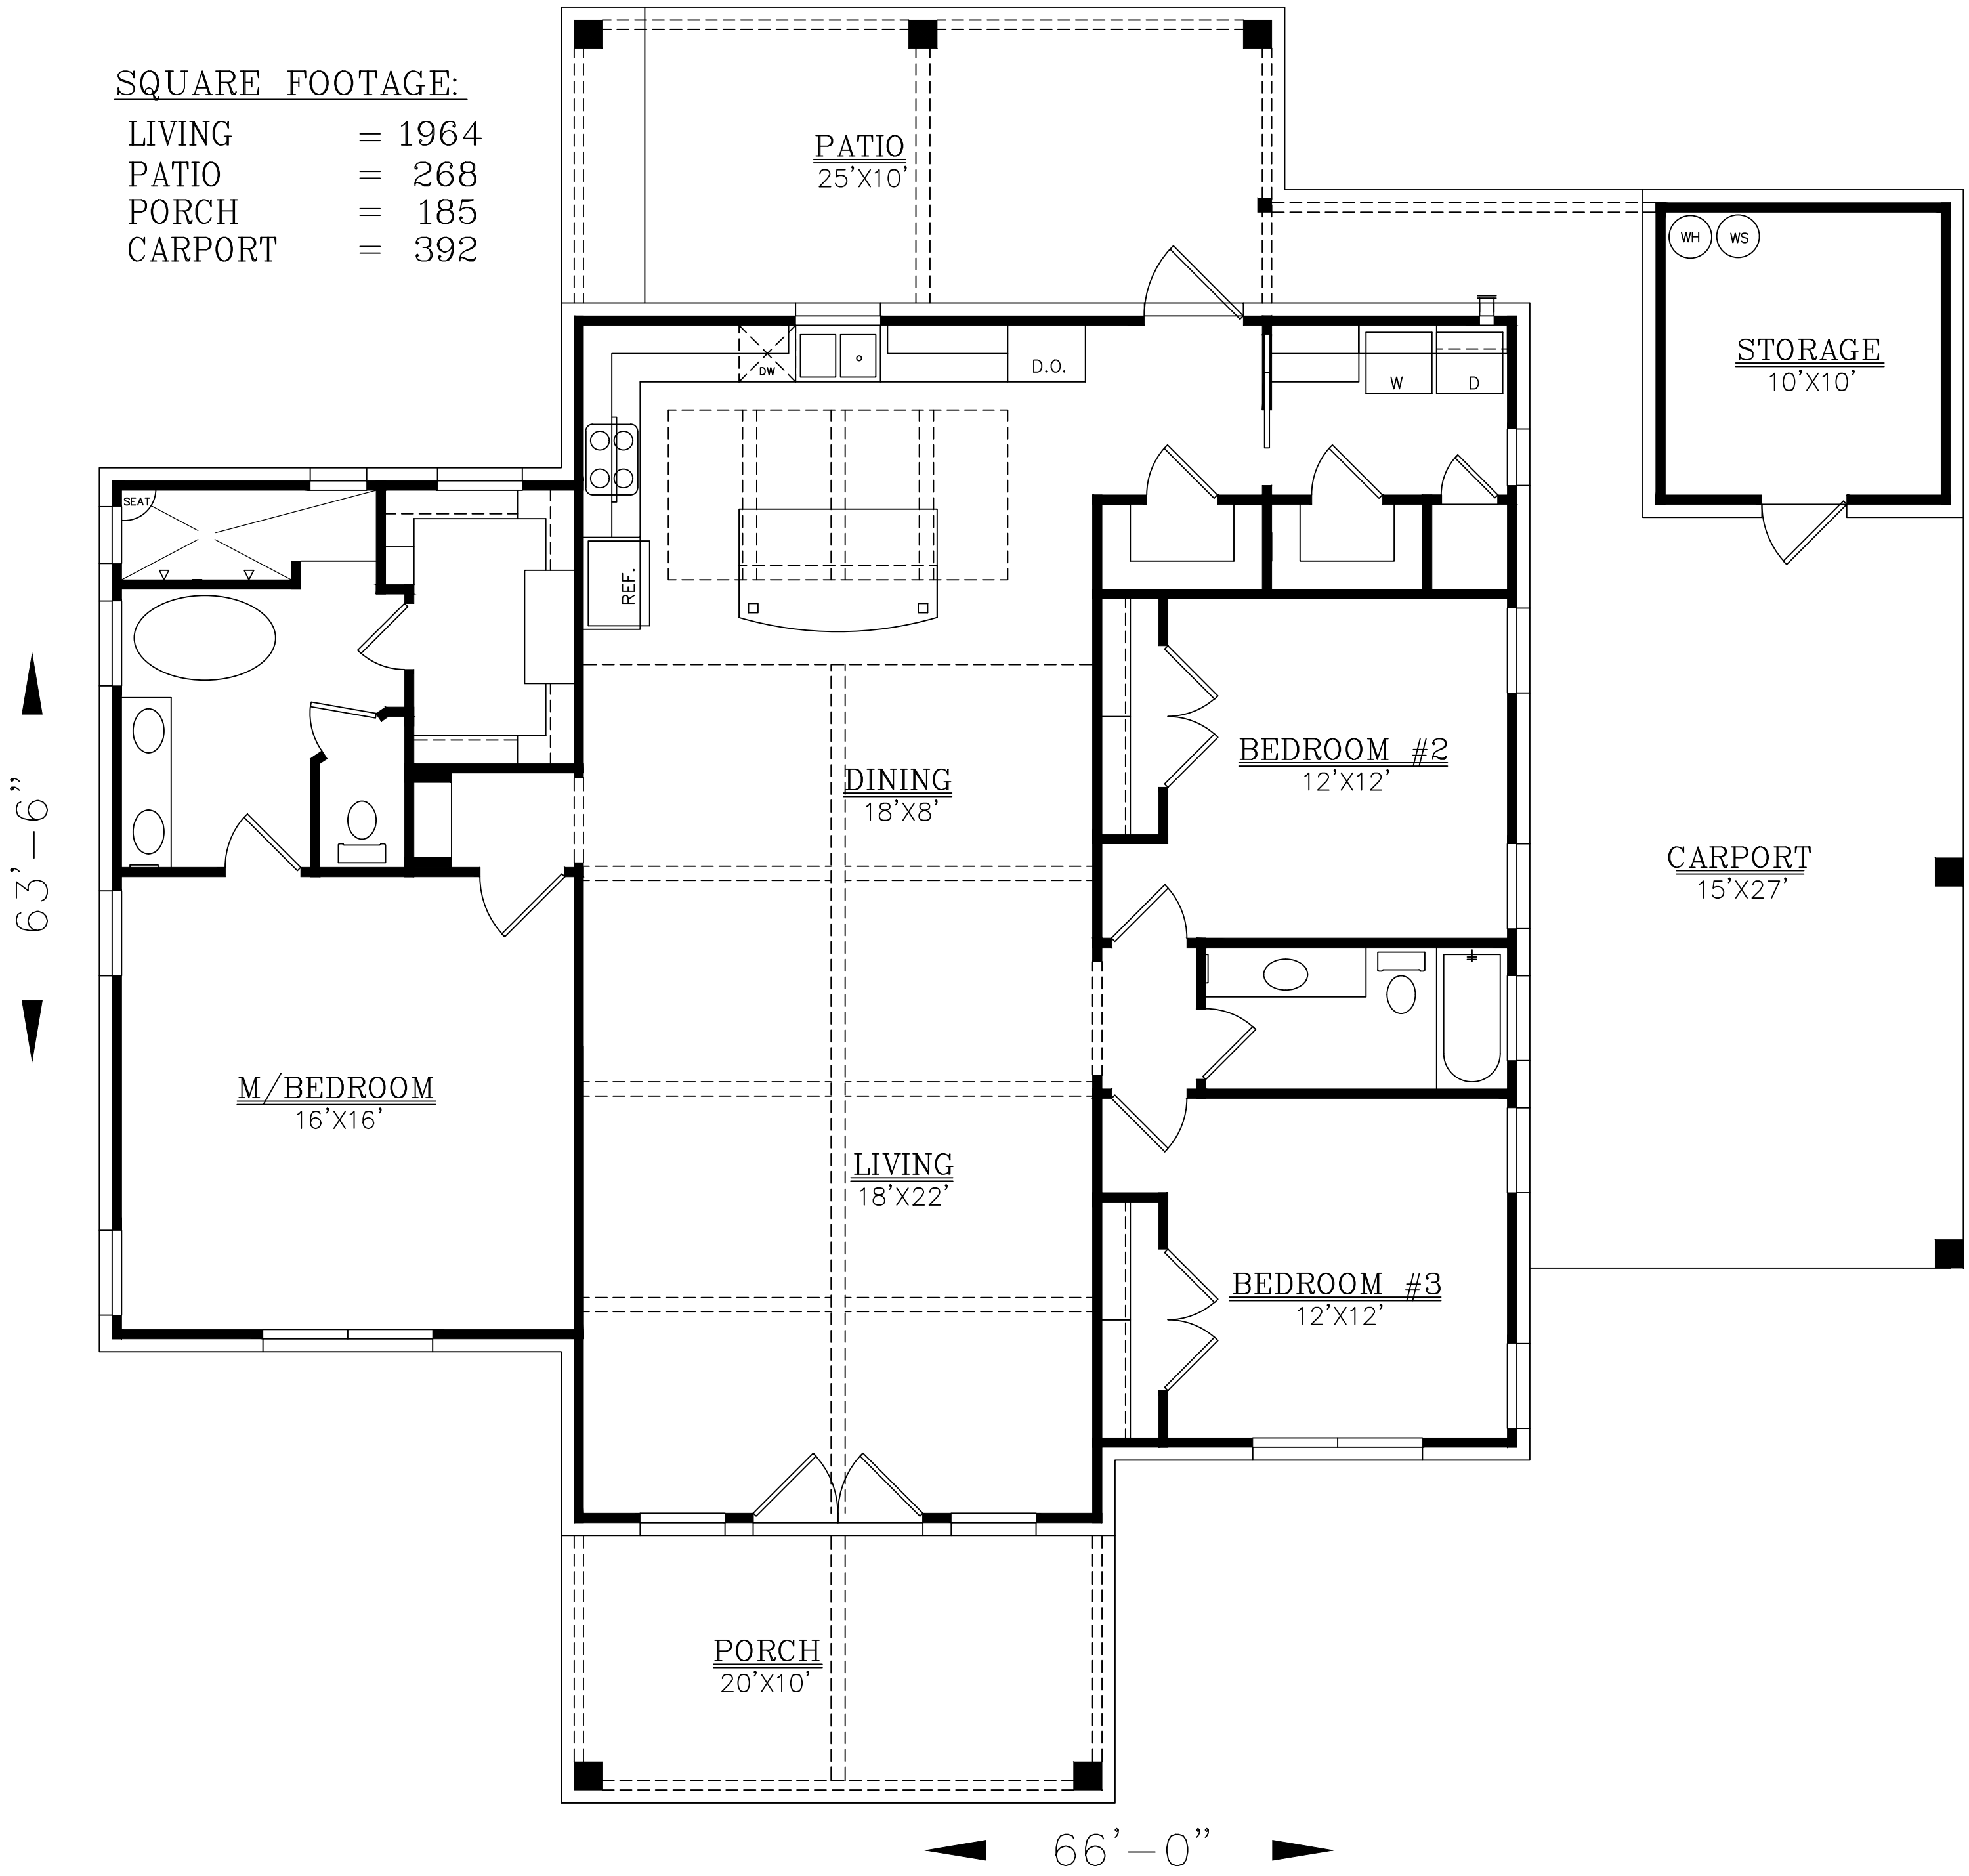 SQUARE FOOTAGE:
LIVING = 1964
PATIO = 268
PORCH = 185
CARPORT = 392
PATIO
25'X10'
WH WS
STORAGE
10'X10'
DW
D.O.
W D
SEAT
REF.
BEDROOM #2
12'X12'
DINING
18'X8'
63'-6"
CARPORT
15'X27'
M/BEDROOM
16'X16'
LIVING
18'X22'
BEDROOM #3
12'X12'
PORCH
20'X10'
66'-0"